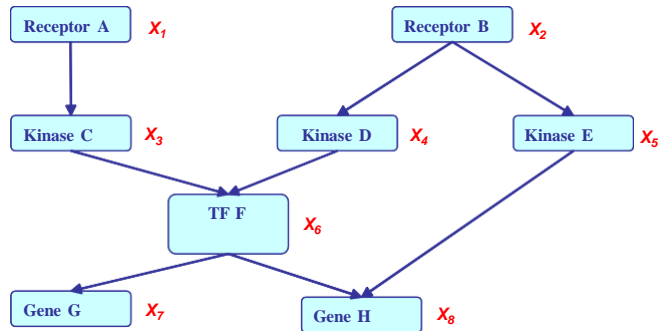 Receptor A X1
Receptor B X2
Kinase C X3
Kinase D X4
Kinase E X5
TF F
X6
Gene G X7
Gene H X8